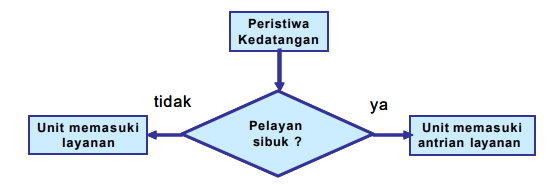 Peristiwa
Kedatangan
tidak
ya
Unit memasuki
layanan
Pelayan
sibuk ?
Unit memasuki
antrian layanan